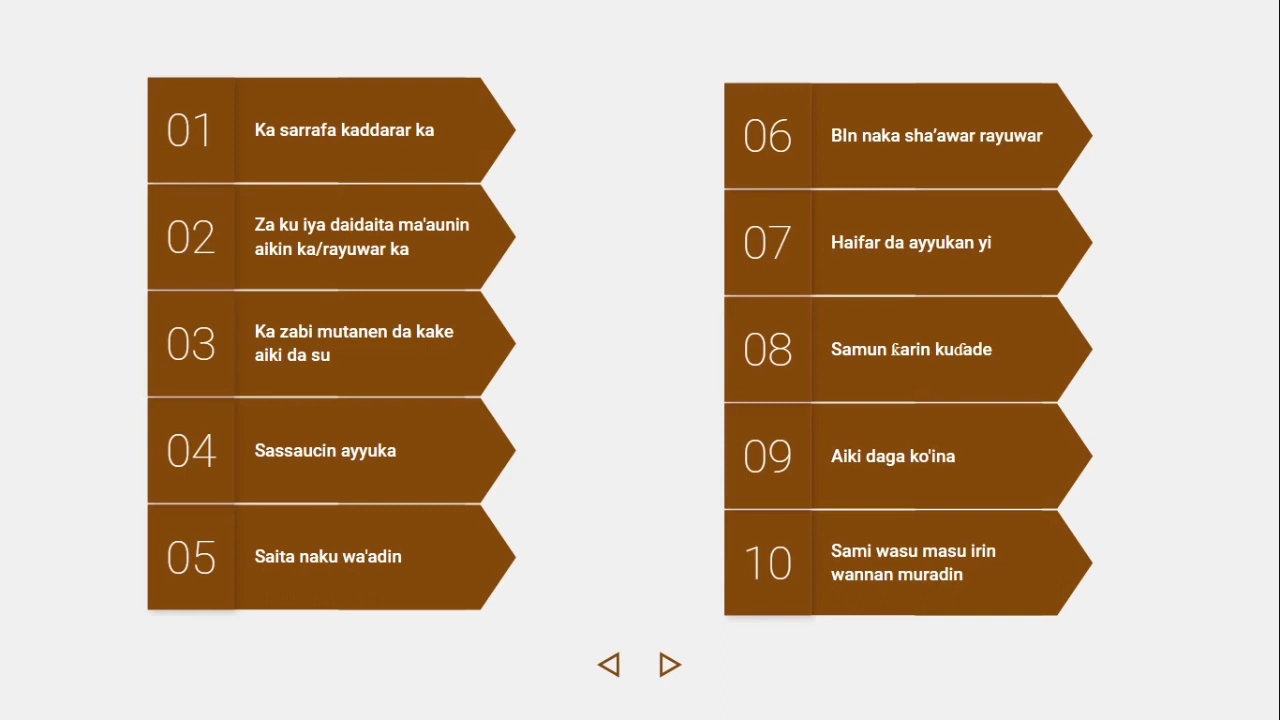 01
Ka sarrafa kaddarar ka
02
Za ku iya daidaita ma'aunin
aikin ka/rayuwar ka
03
Ka zabi mutanen da kake
aiki da su
04
Sassaucin ayyuka
05
Saita naku wa'adin
06
BIn naka sha’awar rayuwar
07
Haifar da ayyukan yi
08
Samun ƙarin kuɗade
09
Aiki daga ko'ina
10
Sami wasu masu irin
wannan muradin